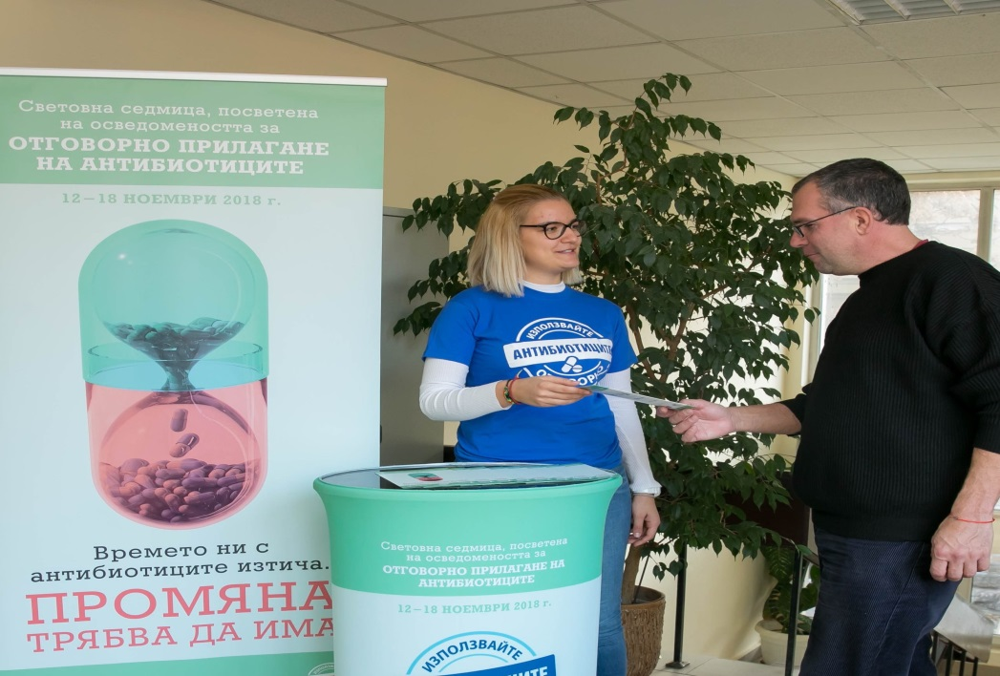 Световна седмица, посветена
на осведомеността за
ОТГОВОРНО ПРИЛАГАНЕ
НА АНТИБИОТИЦИТЕ
12–18 НОЕМВРИ 2018 г.
Времето ни с
антибиотиците изтича.
ПРОМЯНА
ТРЯБВА ДА ИМА
ИЗПОЛЗВАЙТЕ
АНТИБИОТИЦИТЕ
Световна седмица, посветена
на осведомеността за
ОТГОВОРНО ПРИЛАГАНЕ НА
АНТИБИОТИЦИТЕ
12–18 НОЕМВРИ 2018 г.
ИЗПОЛЗВАЙТЕ